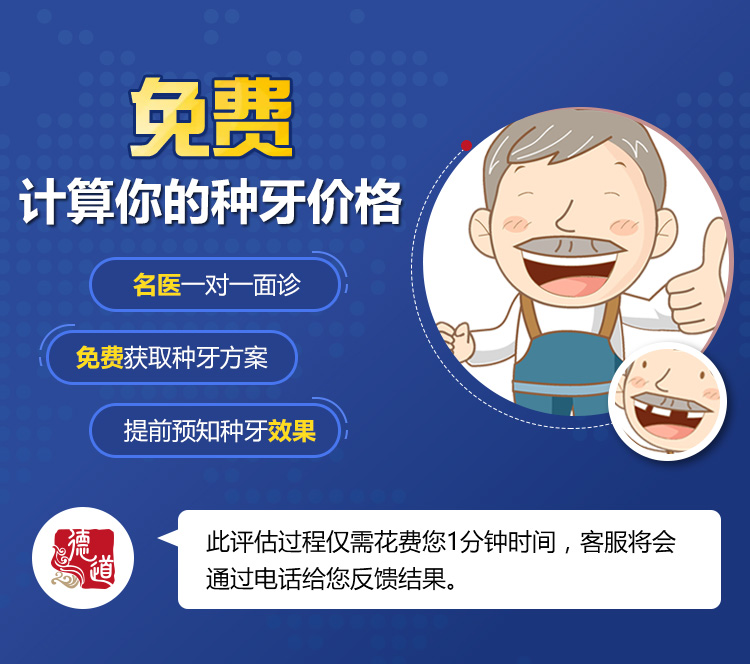 免费
计算你的种牙价格
名医一对一面诊
免费获取种牙方案
提前预知种牙效果
德道
此评估过程仅需花费您1分钟时间，客服将会
通过电话给您反馈结果。